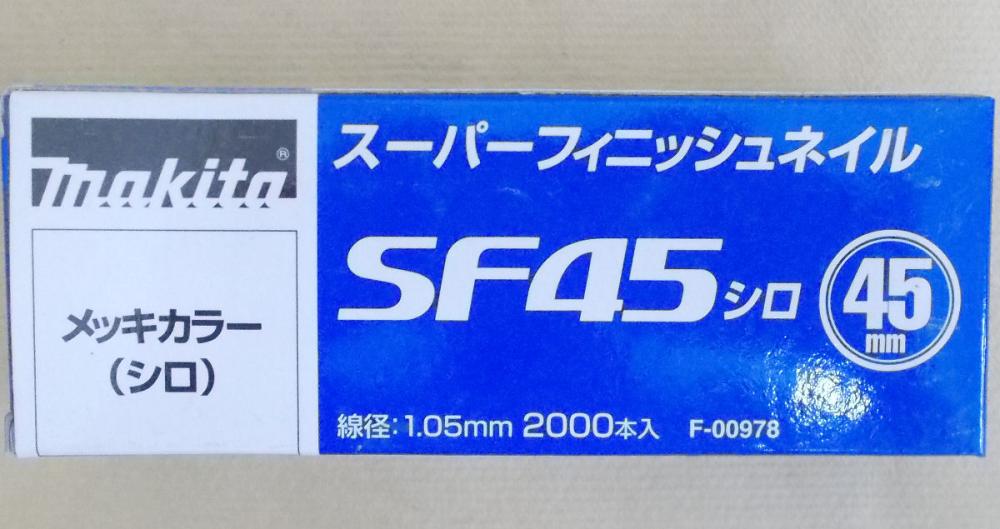 makita®
メッキカラー
（シロ）
スーパーフィニッシュネイル
SF45シロ
45
mm
線径：1.05mm 2000本入 F-00978